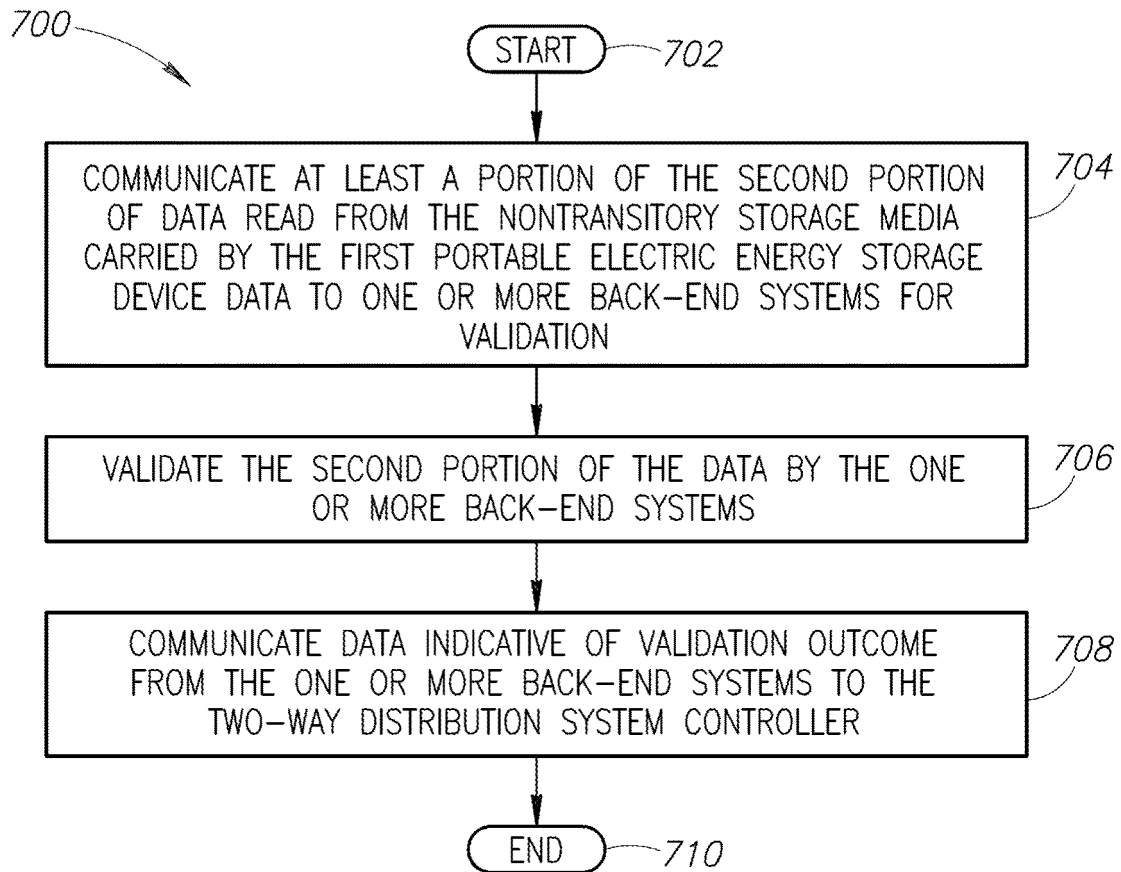 700
START
702
COMMUNICATE AT LEAST A PORTION OF THE SECOND PORTION
OF DATA READ FROM THE NONTRANSITORY STORAGE MEDIA
CARRIED BY THE FIRST PORTABLE ELECTRIC ENERGY STORAGE
DEVICE DATA TO ONE OR MORE BACK-END SYSTEMS FOR
VALIDATION
704
VALIDATE THE SECOND PORTION OF THE DATA BY THE ONE
OR MORE BACK-END SYSTEMS
706
COMMUNICATE DATA INDICATIVE OF VALIDATION OUTCOME
FROM THE ONE OR MORE BACK-END SYSTEMS TO THE
TWO-WAY DISTRIBUTION SYSTEM CONTROLLER
708
END
710